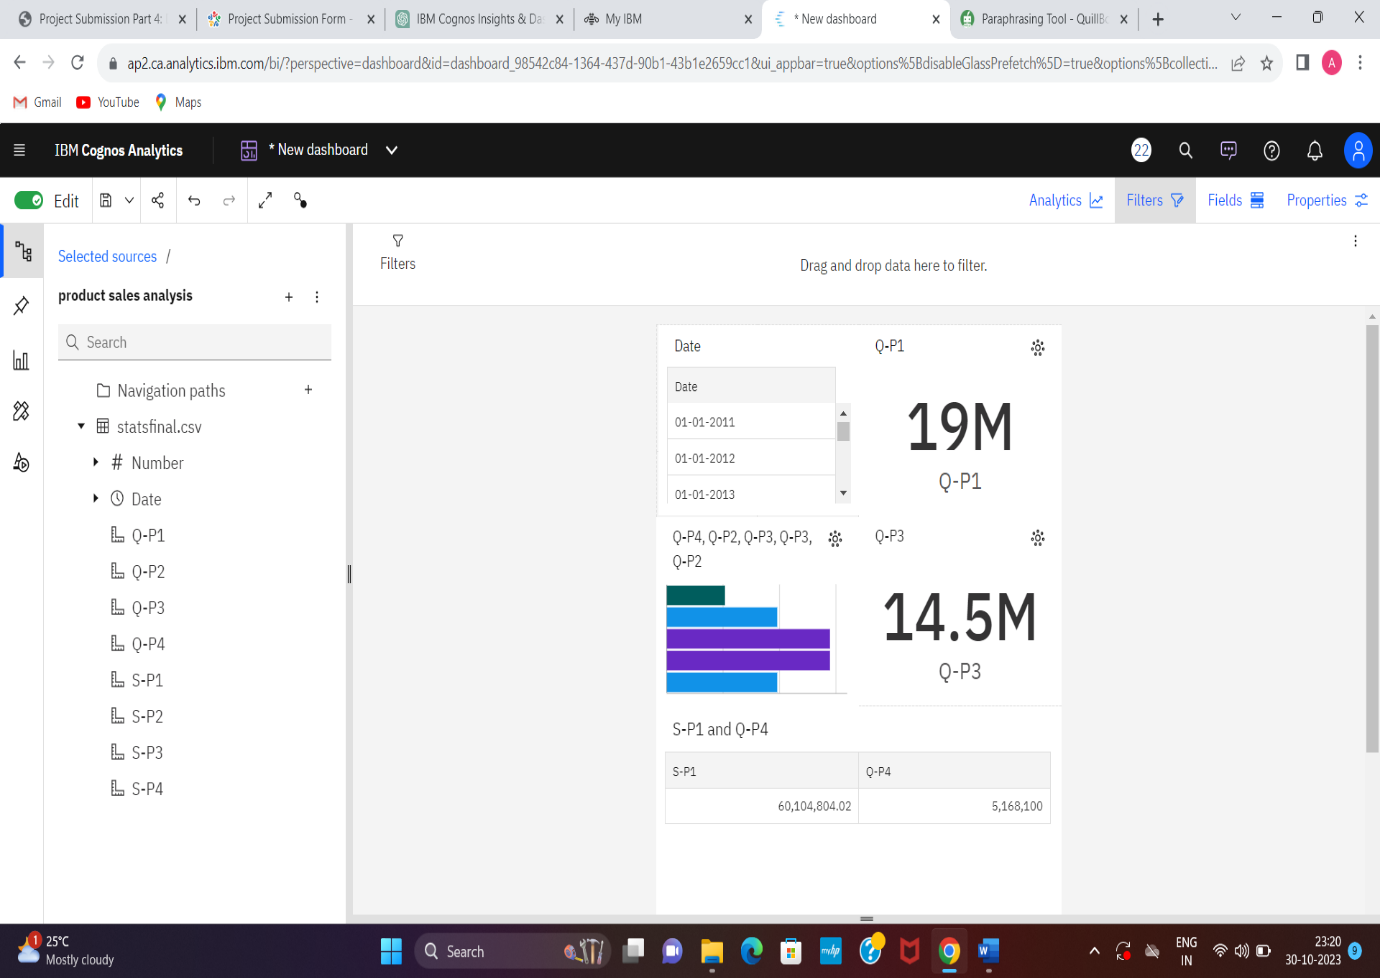 Project Submission Part 4:
Project Submission Form -
IBM Cognos Insights & Da
My IBM
* New dashboard
Paraphrasing Tool - QuillB
ap2.ca.analytics.ibm.com/bi/?perspective=dashboard&id=dashboard_98542c84-1364-437d-90b1-43b1e2659cc1&ui_appbar=true&options%5BdisableGlassPrefetch%5D=true&options%5Bcollecti...
A
Gmail
YouTube
Maps
IBM Cognos Analytics
* New dashboard
22
Edit
Analytics
Filters
Fields
Properties
Selected sources /
product sales analysis
Search
Navigation paths
statsfinal.csv
Number
Date
Q-P1
Q-P2
Q-P3
Q-P4
S-P1
S-P2
S-P3
S-P4
Filters
Drag and drop data here to filter.
Date
Date
01-01-2011
01-01-2012
01-01-2013
Q-P1
19M
Q-P1
Q-P4, Q-P2, Q-P3, Q-P3,
Q-P2
Q-P3
14.5M
Q-P3
S-P1 and Q-P4
S-P1 Q-P4
60,104,804.02 5,168,100
1
25°C
Mostly cloudy
Search
myhp
ENG
IN
23:20
30-10-2023
9